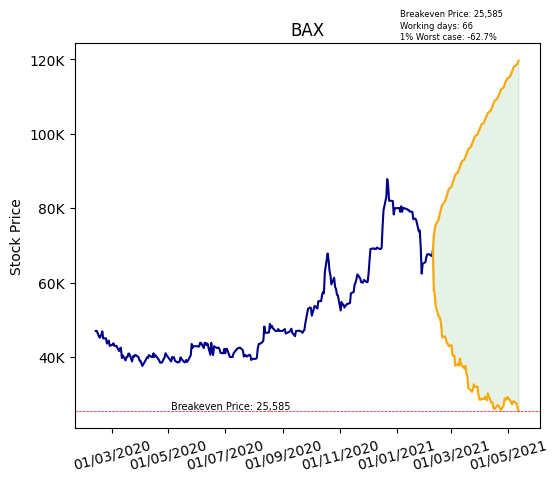 Breakeven Price: 25,585
Working days: 66
1% Worst case: -62.7%
BAX
Stock Price
120K
100K
80K
60K
40K
Breakeven Price: 25,585
01/03/2020
01/05/2020
01/07/2020
01/09/2020
01/11/2020
01/01/2021
01/03/2021
01/05/2021